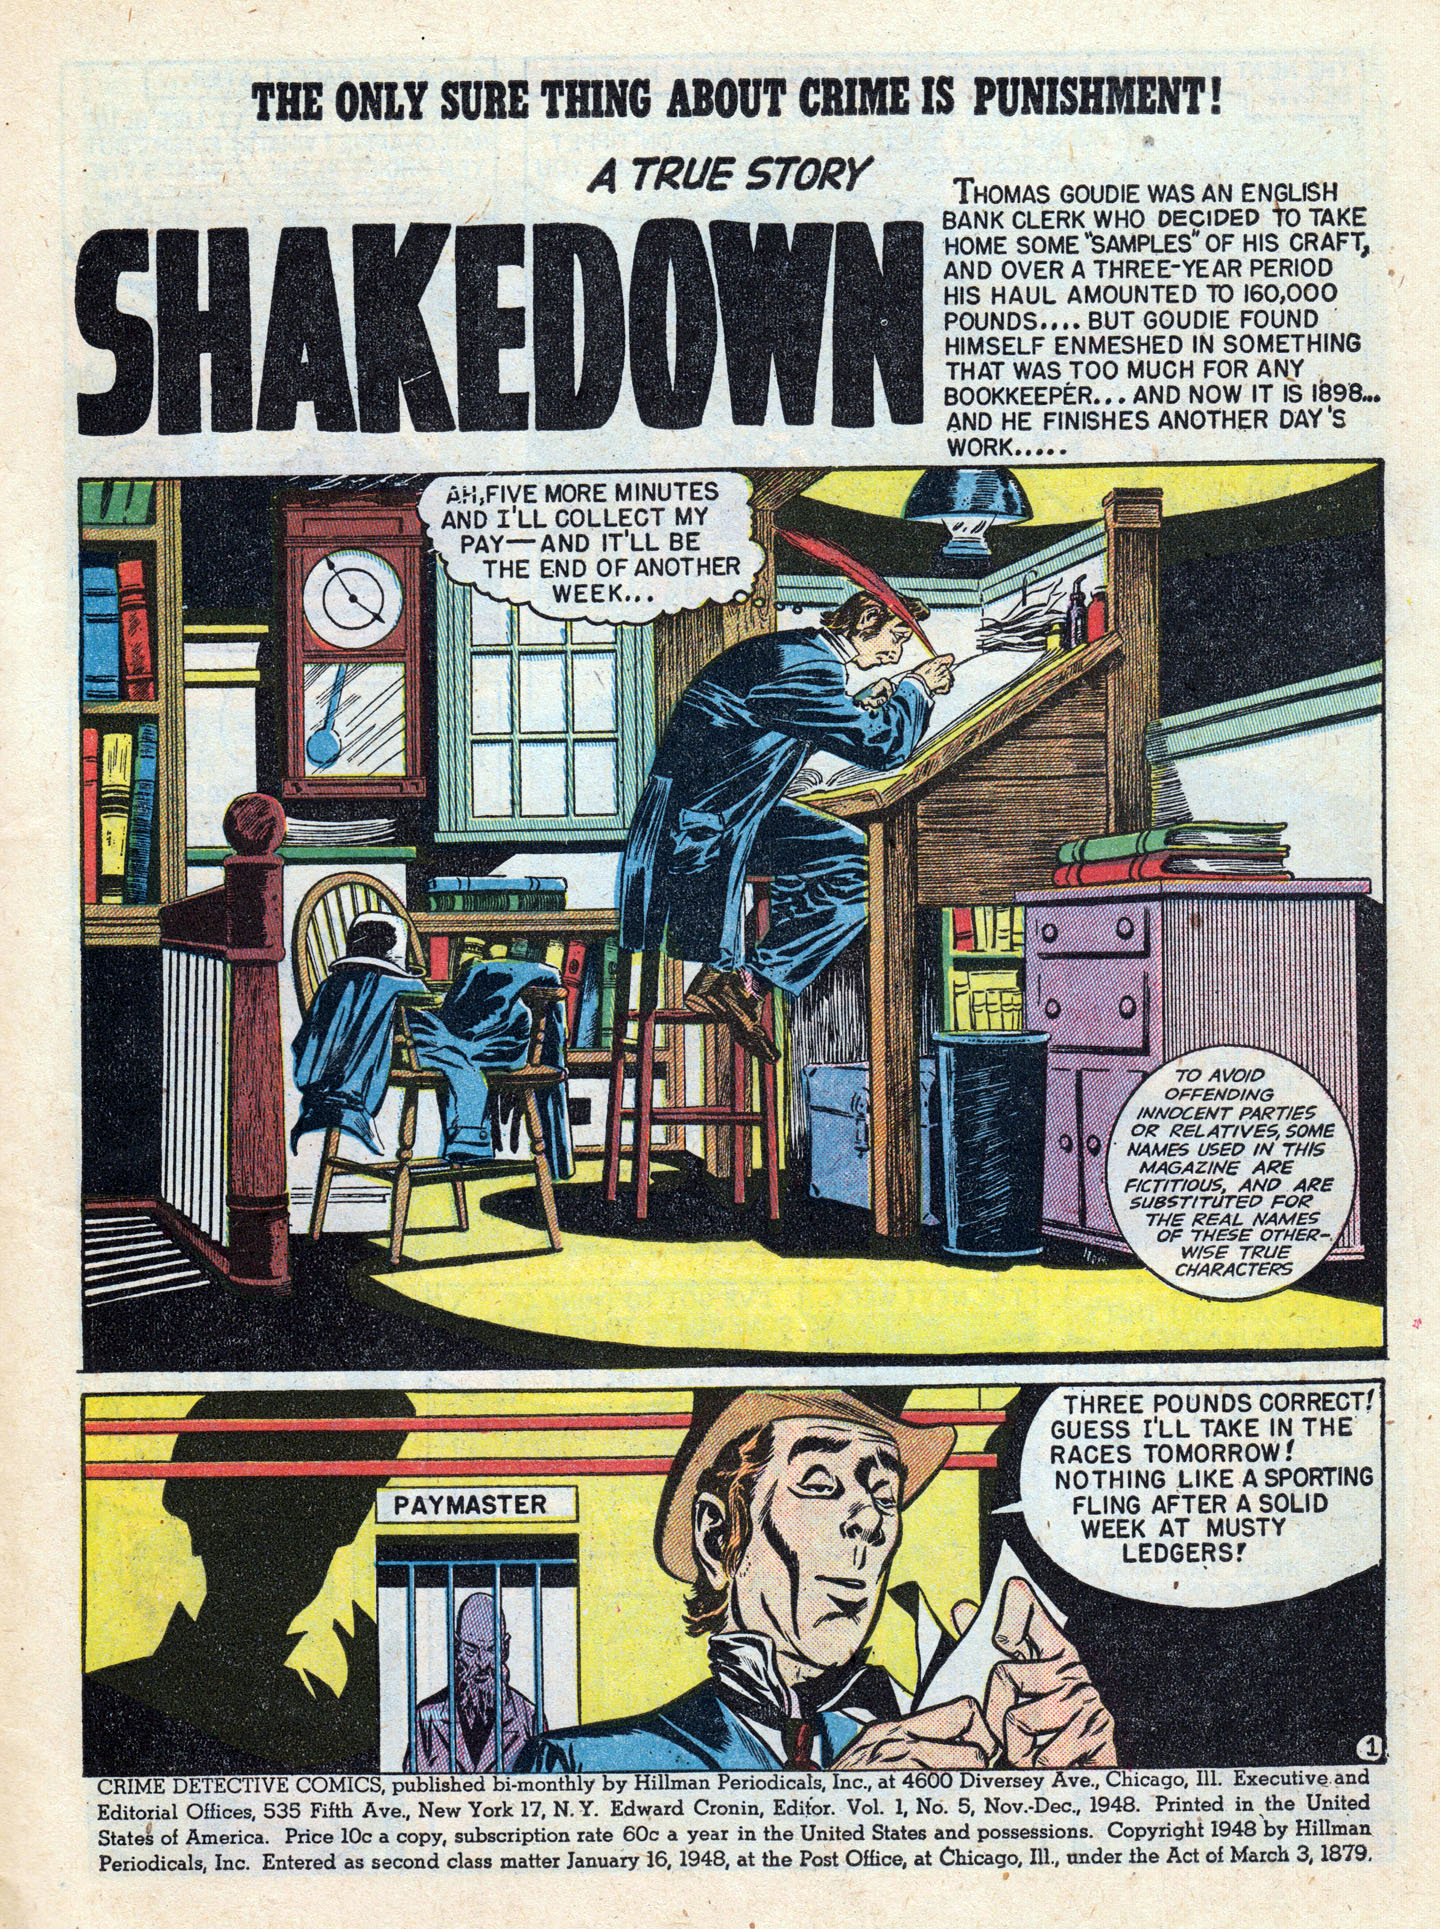 THE ONLY SURE THING ABOUT CRIME IS PUNISHMENT!
A TRUE STORY
SHAKEDOWN
THOMAS GOUDIE WAS AN ENGLISH
BANK CLERK WHO DECIDED TO TAKE
HOME SOME "SAMPLES" OF HIS CRAFT,
AND OVER A THREE-YEAR PERIOD
HIS HAUL AMOUNTED TO 160,000
POUNDS.... BUT GOUDIE FOUND
HIMSELF ENMESHED IN SOMETHING
THAT WAS TOO MUCH FOR ANY
BOOKKEEPER... AND NOW IT IS 1898...
AND HE FINISHES ANOTHER DAY'S
WORK.....
AH, FIVE MORE MINUTES
AND I'LL COLLECT MY
PAY—AND IT'LL BE
THE END OF ANOTHER
WEEK...
TO AVOID
OFFENDING
INNOCENT PARTIES
OR RELATIVES, SOME
NAMES USED IN THIS
MAGAZINE ARE
FICTITIOUS, AND ARE
SUBSTITUTED FOR
THE REAL NAMES
OF THESE OTHER-
WISE TRUE
CHARACTERS
PAYMASTER
THREE POUNDS CORRECT!
GUESS I'LL TAKE IN THE
RACES TOMORROW!
NOTHING LIKE A SPORTING
FLING AFTER A SOLID
WEEK AT MUSTY
LEDGERS!
1
CRIME DETECTIVE COMICS, published bi-monthly by Hillman Periodicals, Inc., at 4600 Diversey Ave., Chicago, Ill. Executive and
Editorial Offices, 535 Fifth Ave., New York 17, N. Y. Edward Cronin, Editor. Vol. 1, No. 5, Nov.-Dec., 1948. Printed in the United
States of America. Price 10c a copy, subscription rate 60c a year in the United States and possessions. Copyright 1948 by Hillman
Periodicals, Inc. Entered as second class matter January 16, 1948, at the Post Office, at Chicago, Ill., under the Act of March 3, 1879.